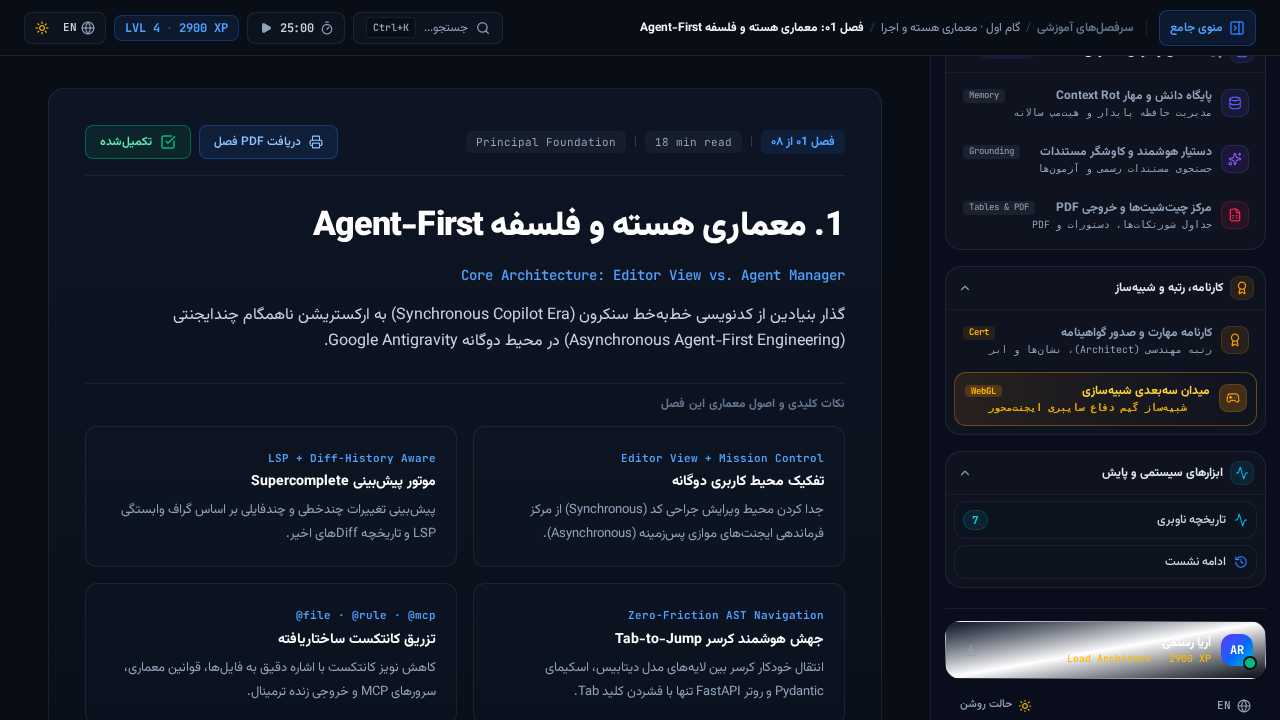 منوی جامع
سرفصل‌های آموزشی / گام اول · معماری هسته و اجرا / فصل ۰۱: معماری هسته و فلسفه Agent-First
جستجو... Ctrl+K
25:00
LVL 4 · 2900 XP
EN
پایگاه دانش و مهار Context Rot Memory
مدیریت حافظه پایدار و هیت‌مپ سالانه
دستیار هوشمند و کاوشگر مستندات Grounding
جستجوی مستندات رسمی و آزمون‌ها
مرکز چیت‌شیت‌ها و خروجی PDF Tables & PDF
جداول شورتکات‌ها، دستورات و PDF
کارنامه، رتبه و شبیه‌ساز
کارنامه مهارت و صدور گواهینامه Cert
رتبه مهندسی (Architect)، نشان‌ها و ابر
میدان سه‌بعدی شبیه‌سازی WebGL
شبیه‌ساز گیم دفاع سایبری ایجنت‌محور
ابزارهای سیستمی و پایش
تاریخچه ناوبری 7
ادامه نشست
AR آریا رستمی
Lead Architect · 2900 XP
EN حالت روشن
فصل ۰۱ از ۰۸ | 18 min read | Principal Foundation
دریافت PDF فصل
تکمیل‌شده
1. معماری هسته و فلسفه Agent-First
Core Architecture: Editor View vs. Agent Manager
گذار بنیادین از کدنویسی خط‌به‌خط سنکرون (Synchronous Copilot Era) به ارکستریشن ناهمگام چندایجنتی
(Asynchronous Agent-First Engineering) در محیط دوگانه Google Antigravity.
نکات کلیدی و اصول معماری این فصل
Editor View + Mission Control
تفکیک محیط کاربری دوگانه
جدا کردن محیط ویرایش جراحی کد (Synchronous) از مرکز
فرماندهی ایجنت‌های موازی پس‌زمینه (Asynchronous).
LSP + Diff-History Aware
موتور پیش‌بینی Supercomplete
پیش‌بینی تغییرات چندخطی و چندفایلی بر اساس گراف وابستگی
LSP و تاریخچه Diffهای اخیر.
Zero-Friction AST Navigation
جهش هوشمند کرسر Tab-to-Jump
انتقال خودکار کرسر بین لایه‌های مدل دیتابیس، اسکیمای
Pydantic و روتر FastAPI تنها با فشردن کلید Tab.
@file · @rule · @mcp
تزریق کانتکست ساختاریافته
کاهش نویز کانتکست با اشاره دقیق به فایل‌ها، قوانین معماری،
سرورهای MCP و خروجی زنده ترمینال.